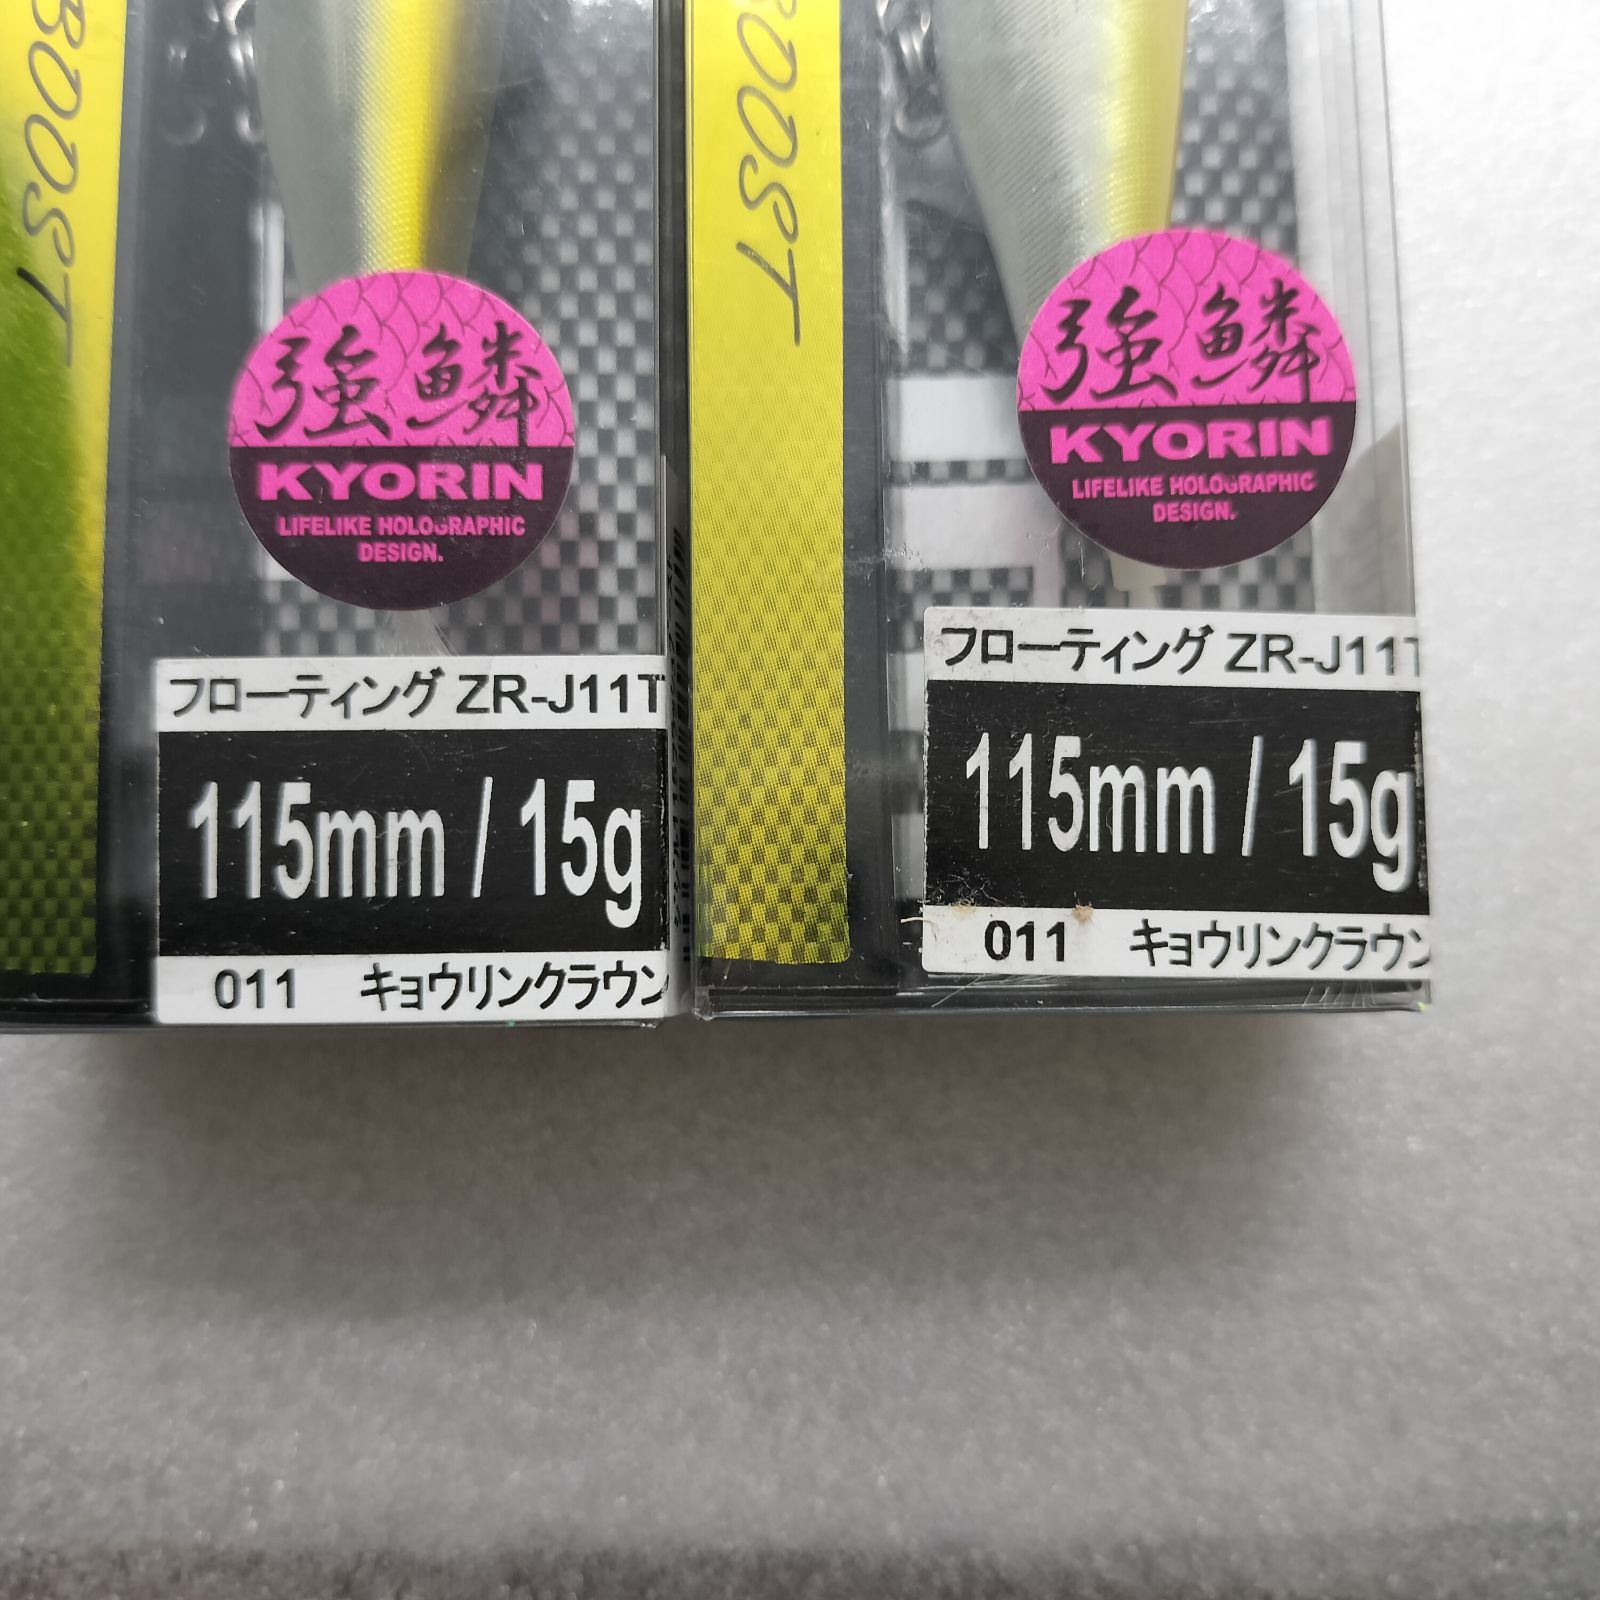 BOOST
強鱗
KYORIN
LIFELIKE HOLOGRAPHIC
DESIGN.
フローティング ZR-J11T
115mm / 15g
011 キョウリンクラウン
BOOST
強鱗
KYORIN
LIFELIKE HOLOGRAPHIC
DESIGN.
フローティング ZR-J11T
115mm / 15g
011 キョウリンクラウン